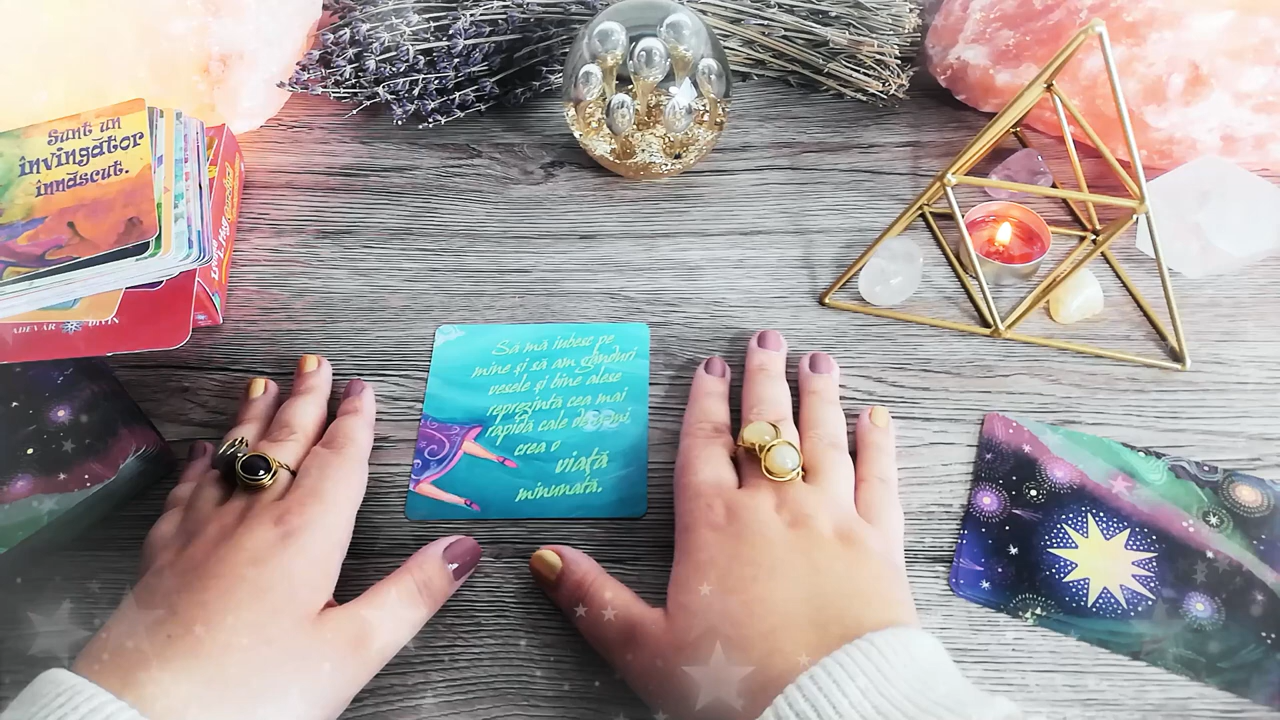 Sunt un
învingător
înnăscut.
ADEVĂR DIVIN
Să mă iubesc pe
mine și să am gânduri
vesele și bine alese
reprezintă cea mai
rapidă cale de a-mi
crea o
viață
minunată.